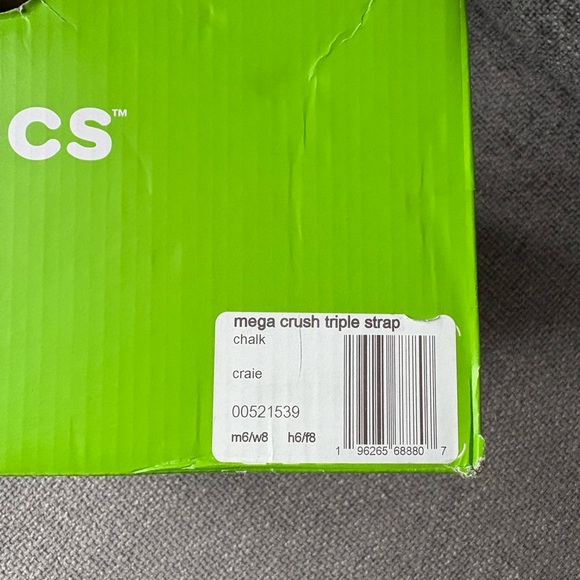 cs™
mega crush triple strap
chalk
craie
00521539
m6/w8 h6/f8
1 96265 68880 7